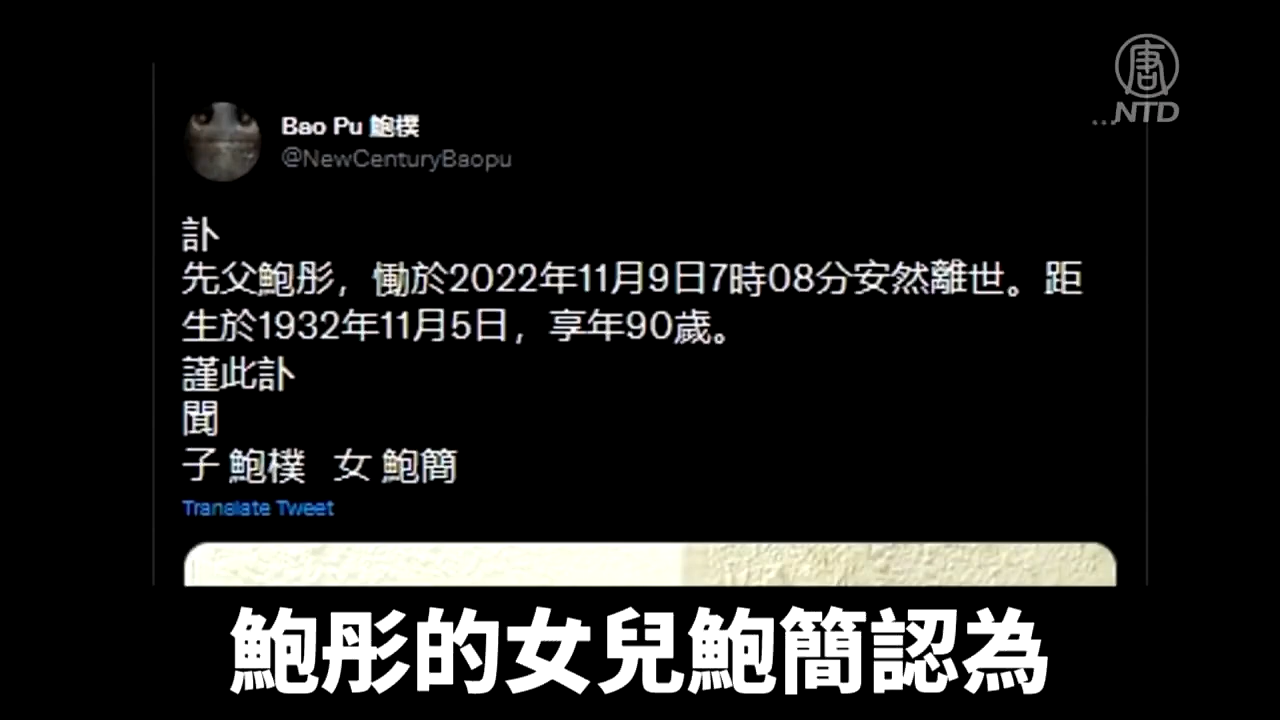 唐
...NTD
Bao Pu 鮑樸
@NewCenturyBaopu
訃
先父鮑彤，慟於2022年11月9日7時08分安然離世。距
生於1932年11月5日，享年90歲。
謹此訃
聞
子 鮑樸 女 鮑簡
Translate Tweet
鮑彤的女兒鮑簡認為